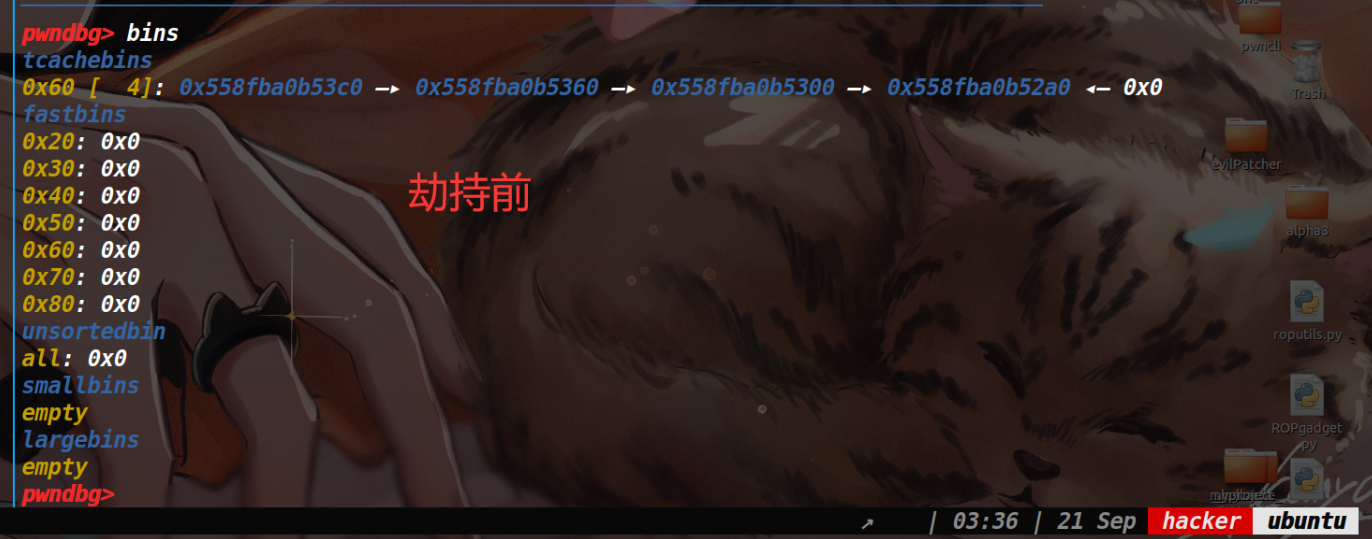 pwndbg> bins
tcachebins
0x60 [  4]: 0x558fba0b53c0 —▸ 0x558fba0b5360 —▸ 0x558fba0b5300 —▸ 0x558fba0b52a0 ◂— 0x0
fastbins
0x20: 0x0
0x30: 0x0
0x40: 0x0
0x50: 0x0
0x60: 0x0
0x70: 0x0
0x80: 0x0
unsortedbin
all: 0x0
smallbins
empty
largebins
empty
pwndbg>
劫持前
pwncli
Trash
evilPatcher
alpha3
roputils.py
ROPgadget
py
↗ | 03:36 | 21 Sep hacker ubuntu